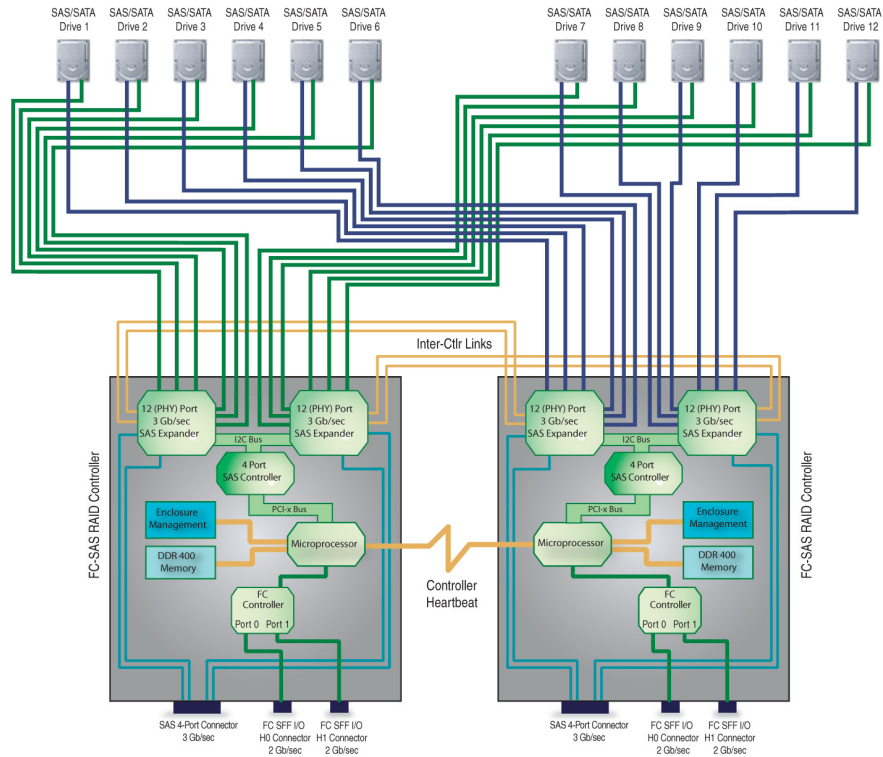 SAS/SATA
Drive 1
SAS/SATA
Drive 2
SAS/SATA
Drive 3
SAS/SATA
Drive 4
SAS/SATA
Drive 5
SAS/SATA
Drive 6
SAS/SATA
Drive 7
SAS/SATA
Drive 8
SAS/SATA
Drive 9
SAS/SATA
Drive 10
SAS/SATA
Drive 11
SAS/SATA
Drive 12
Inter-Ctlr Links
FC-SAS RAID Controller
12 (PHY) Port
3 Gb/sec
SAS Expander
12 (PHY) Port
3 Gb/sec
SAS Expander
I2C Bus
4 Port
SAS Controller
PCI-x Bus
Enclosure
Management
Microprocessor
DDR 400
Memory
FC
Controller
Port 0 Port 1
SAS 4-Port Connector
3 Gb/sec
FC SFF I/O
H0 Connector
2 Gb/sec
FC SFF I/O
H1 Connector
2 Gb/sec
Controller
Heartbeat
12 (PHY) Port
3 Gb/sec
SAS Expander
12 (PHY) Port
3 Gb/sec
SAS Expander
I2C Bus
4 Port
SAS Controller
PCI-x Bus
Microprocessor
Enclosure
Management
DDR 400
Memory
FC
Controller
Port 0 Port 1
FC-SAS RAID Controller
SAS 4-Port Connector
3 Gb/sec
FC SFF I/O
H0 Connector
2 Gb/sec
FC SFF I/O
H1 Connector
2 Gb/sec